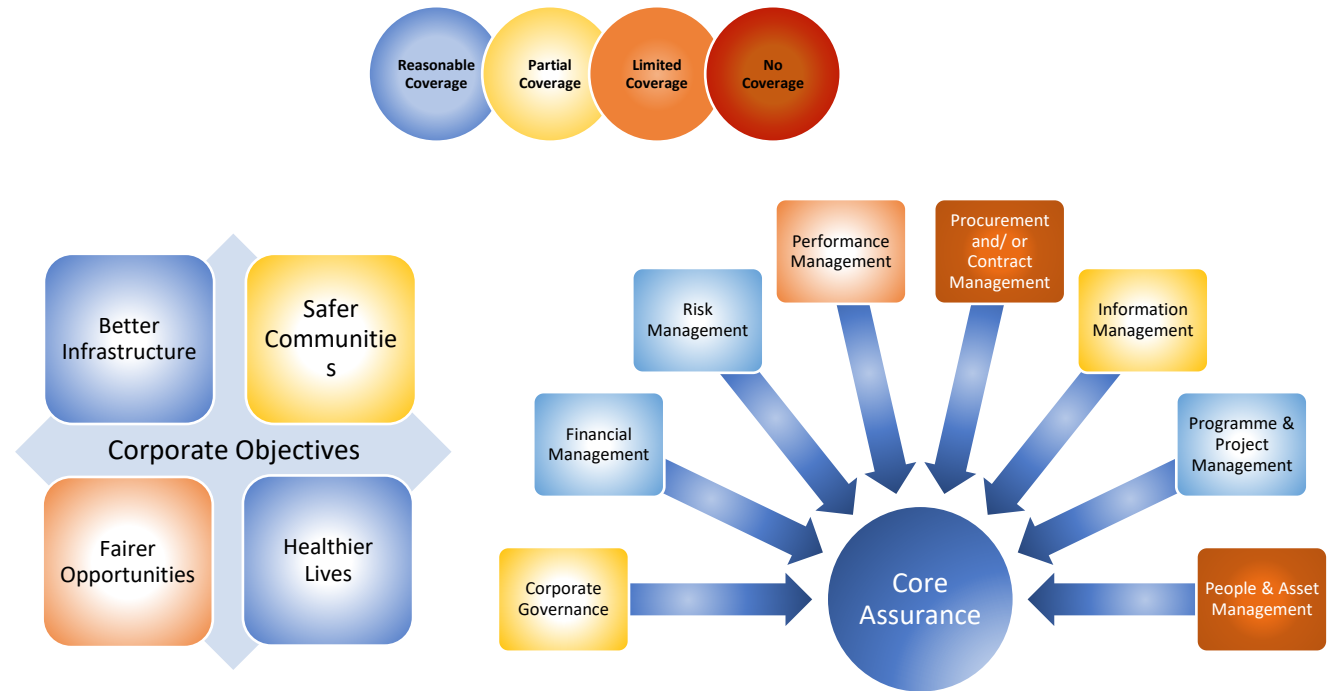 Reasonable
Coverage
Partial
Coverage
Limited
Coverage
No
Coverage
Better
Infrastructure
Safer
Communitie
s
Corporate Objectives
Fairer
Opportunities
Healthier
Lives
Corporate
Governance
Financial
Management
Risk
Management
Performance
Management
Procurement
and/ or
Contract
Management
Information
Management
Programme &
Project
Management
People & Asset
Management
Core
Assurance